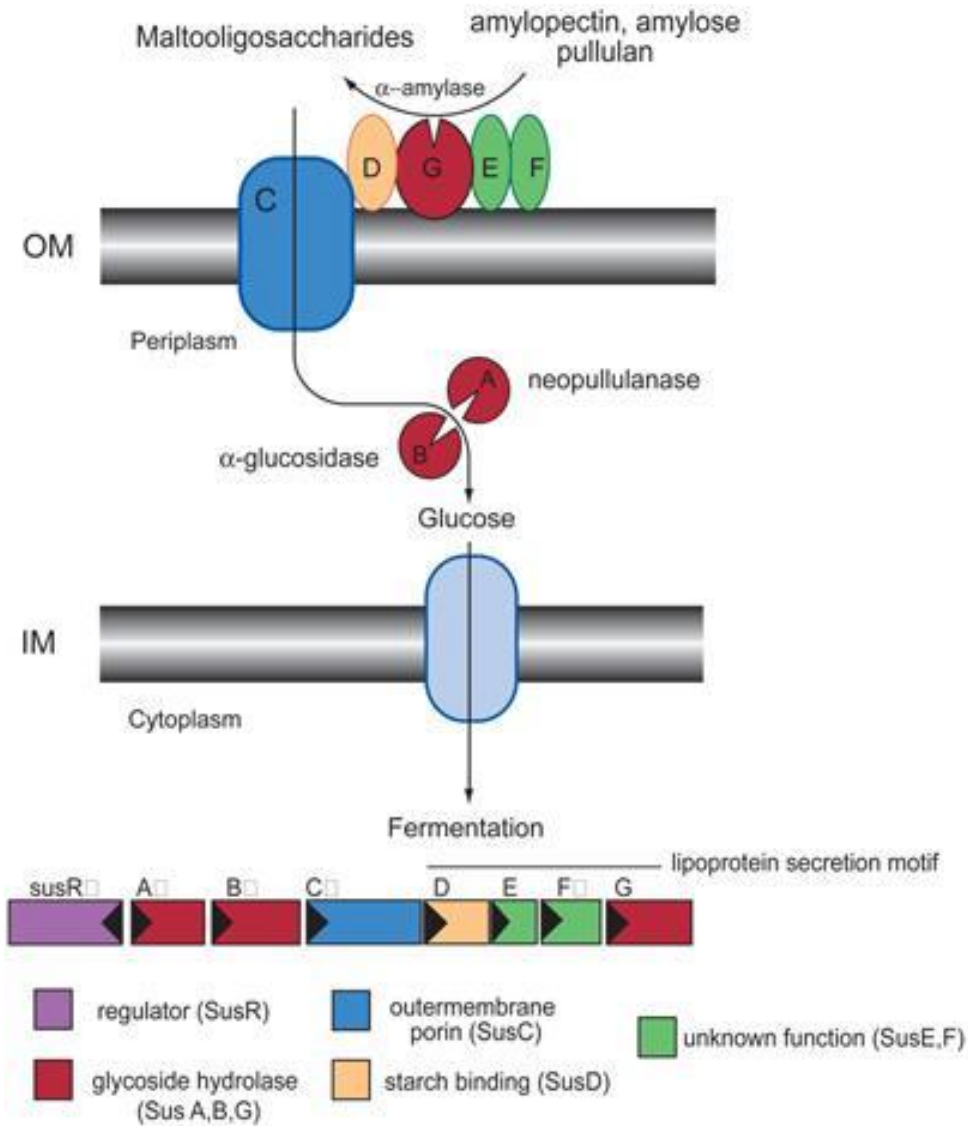 Maltooligosaccharides
amylopectin, amylose
pullulan
α-amylase
C
D
G
E
F
OM
Periplasm
A
neopullulanase
B
α-glucosidase
Glucose
IM
Cytoplasm
Fermentation
lipoprotein secretion motif
susR□ A□ B□ C□ D E F□ G
regulator (SusR)
outermembrane
porin (SusC)
unknown function (SusE,F)
glycoside hydrolase
(Sus A,B,G)
starch binding (SusD)